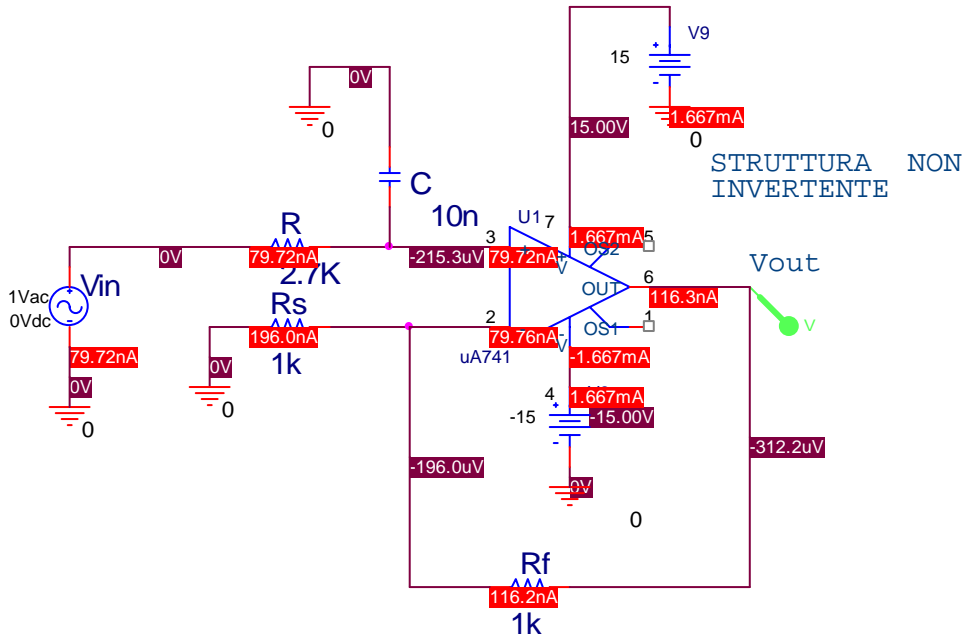 V9
15
0V
0
1.667mA
0
15.00V
STRUTTURA NON
INVERTENTE
C
10n
U1
7
R
3
+
1.667mA
5
OS2
0V
79.72nA
-215.3uV
79.72nA
+
V
2.7K
Vout
Vin
1Vac
0Vdc
OUT
6
116.3nA
Rs
2
-
V
OS1
1
V
196.0nA
79.76nA
1k
uA741
-1.667mA
79.72nA
0V
0V
4
1.667mA
-15
-15.00V
0
0
-312.2uV
-196.0uV
0V
0
Rf
116.2nA
1k